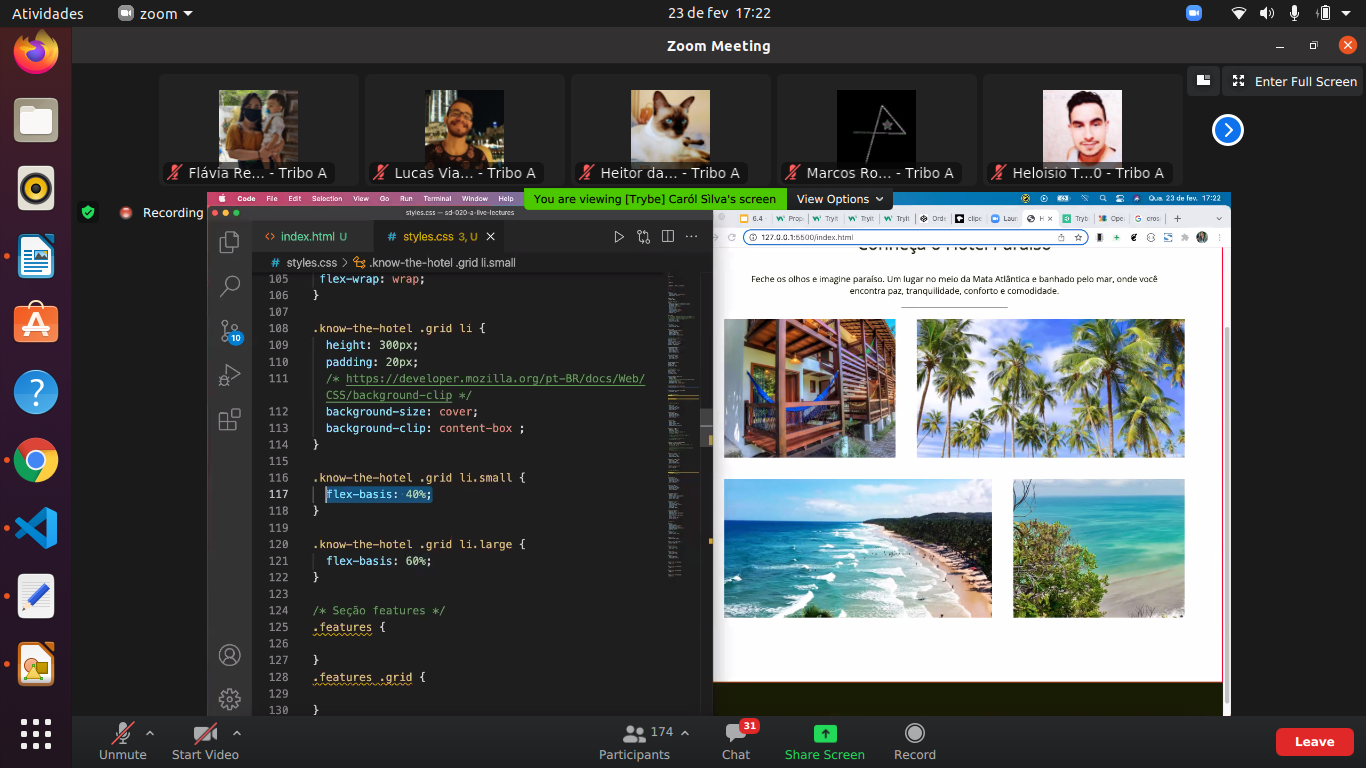 Atividades
zoom
23 de fev 17:22
Zoom Meeting
Enter Full Screen
Flávia Re... - Tribo A
Lucas Via... - Tribo A
Heitor da... - Tribo A
Marcos Ro... - Tribo A
Heloisio T...0 - Tribo A
Recording
Code File Edit Selection View Go Run Terminal Window Help
You are viewing [Trybe] Caról Silva's screen
View Options
Qua. 23 de fev. 17:22
styles.css — sd-020-a-live-lectures
index.html U
styles.css 3, U
# styles.css > .know-the-hotel .grid li.small
6.4 -
Tryit
Tryit
Tryit
127.0.0.1:5500/index.html
Conheça o Hotel Paraíso
Feche os olhos e imagine paraíso. Um lugar no meio da Mata Atlântica e banhado pelo mar, onde você
encontra paz, tranquilidade, conforto e comodidade.
105 flex-wrap: wrap;
106 }
107
108 .know-the-hotel .grid li {
109 height: 300px;
110 padding: 20px;
111 /* https://developer.mozilla.org/pt-BR/docs/Web/
CSS/background-clip */
112 background-size: cover;
113 background-clip: content-box ;
114 }
115
116 .know-the-hotel .grid li.small {
117 flex-basis: 40%;
118 }
119
120 .know-the-hotel .grid li.large {
121 flex-basis: 60%;
122 }
123
124 /* Seção features */
125 .features {
126
127 }
128 .features .grid {
129
130 }
10
Unmute
Start Video
174
Participants
31
Chat
Share Screen
Record
Leave